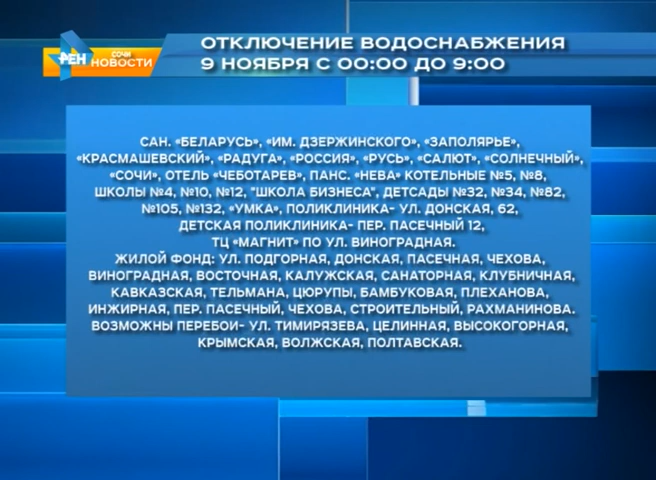 РЕН
СОЧИ
НОВОСТИ
ОТКЛЮЧЕНИЕ ВОДОСНАБЖЕНИЯ
9 НОЯБРЯ С 00:00 ДО 9:00
САН. «БЕЛАРУСЬ», «ИМ. ДЗЕРЖИНСКОГО», «ЗАПОЛЯРЬЕ»,
«КРАСМАШЕВСКИЙ», «РАДУГА», «РОССИЯ», «РУСЬ», «САЛЮТ», «СОЛНЕЧНЫЙ»,
«СОЧИ», ОТЕЛЬ «ЧЕБОТАРЕВ», ПАНС. «НЕВА» КОТЕЛЬНЫЕ №5, №8,
ШКОЛЫ №4, №10, №12, "ШКОЛА БИЗНЕСА", ДЕТСАДЫ №32, №34, №82,
№105, №132, «УМКА», ПОЛИКЛИНИКА- УЛ. ДОНСКАЯ, 62,
ДЕТСКАЯ ПОЛИКЛИНИКА- ПЕР. ПАСЕЧНЫЙ 12,
ТЦ «МАГНИТ» ПО УЛ. ВИНОГРАДНАЯ.
ЖИЛОЙ ФОНД: УЛ. ПОДГОРНАЯ, ДОНСКАЯ, ПАСЕЧНАЯ, ЧЕХОВА,
ВИНОГРАДНАЯ, ВОСТОЧНАЯ, КАЛУЖСКАЯ, САНАТОРНАЯ, КЛУБНИЧНАЯ,
КАВКАЗСКАЯ, ТЕЛЬМАНА, ЦЮРУПЫ, БАМБУКОВАЯ, ПЛЕХАНОВА,
ИНЖИРНАЯ, ПЕР. ПАСЕЧНЫЙ, ЧЕХОВА, СТРОИТЕЛЬНЫЙ, РАХМАНИНОВА.
ВОЗМОЖНЫ ПЕРЕБОИ- УЛ. ТИМИРЯЗЕВА, ЦЕЛИННАЯ, ВЫСОКОГОРНАЯ,
КРЫМСКАЯ, ВОЛЖСКАЯ, ПОЛТАВСКАЯ.